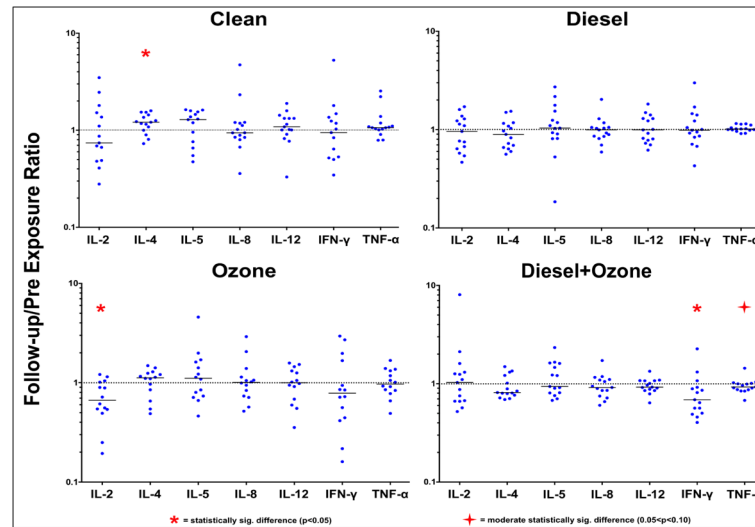 Clean
Diesel
Follow-up/Pre Exposure Ratio
10
1
0.1
IL-2 IL-4 IL-5 IL-8 IL-12 IFN-γ TNF-α
10
1
0.1
IL-2 IL-4 IL-5 IL-8 IL-12 IFN-γ TNF-α
Ozone
Diesel+Ozone
10
1
0.1
IL-2 IL-4 IL-5 IL-8 IL-12 IFN-γ TNF-α
10
1
0.1
IL-2 IL-4 IL-5 IL-8 IL-12 IFN-γ TNF-α
* = statistically sig. difference (p<0.05)
= moderate statistically sig. difference (0.05<p<0.10)